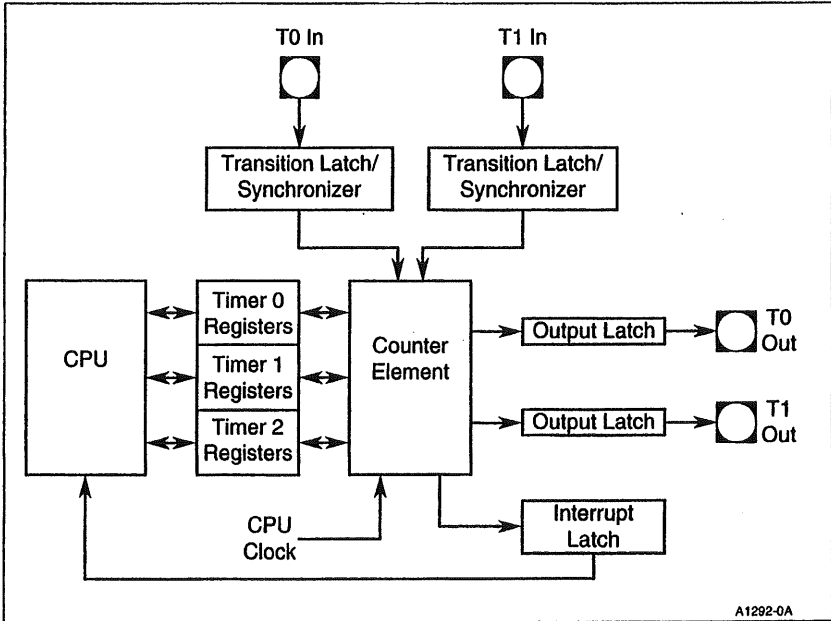 T0 In
T1 In
Transition Latch/
Synchronizer
Transition Latch/
Synchronizer
CPU
Timer 0
Registers
Timer 1
Registers
Timer 2
Registers
Counter
Element
Output Latch
T0
Out
Output Latch
T1
Out
CPU
Clock
Interrupt
Latch
A1292-0A